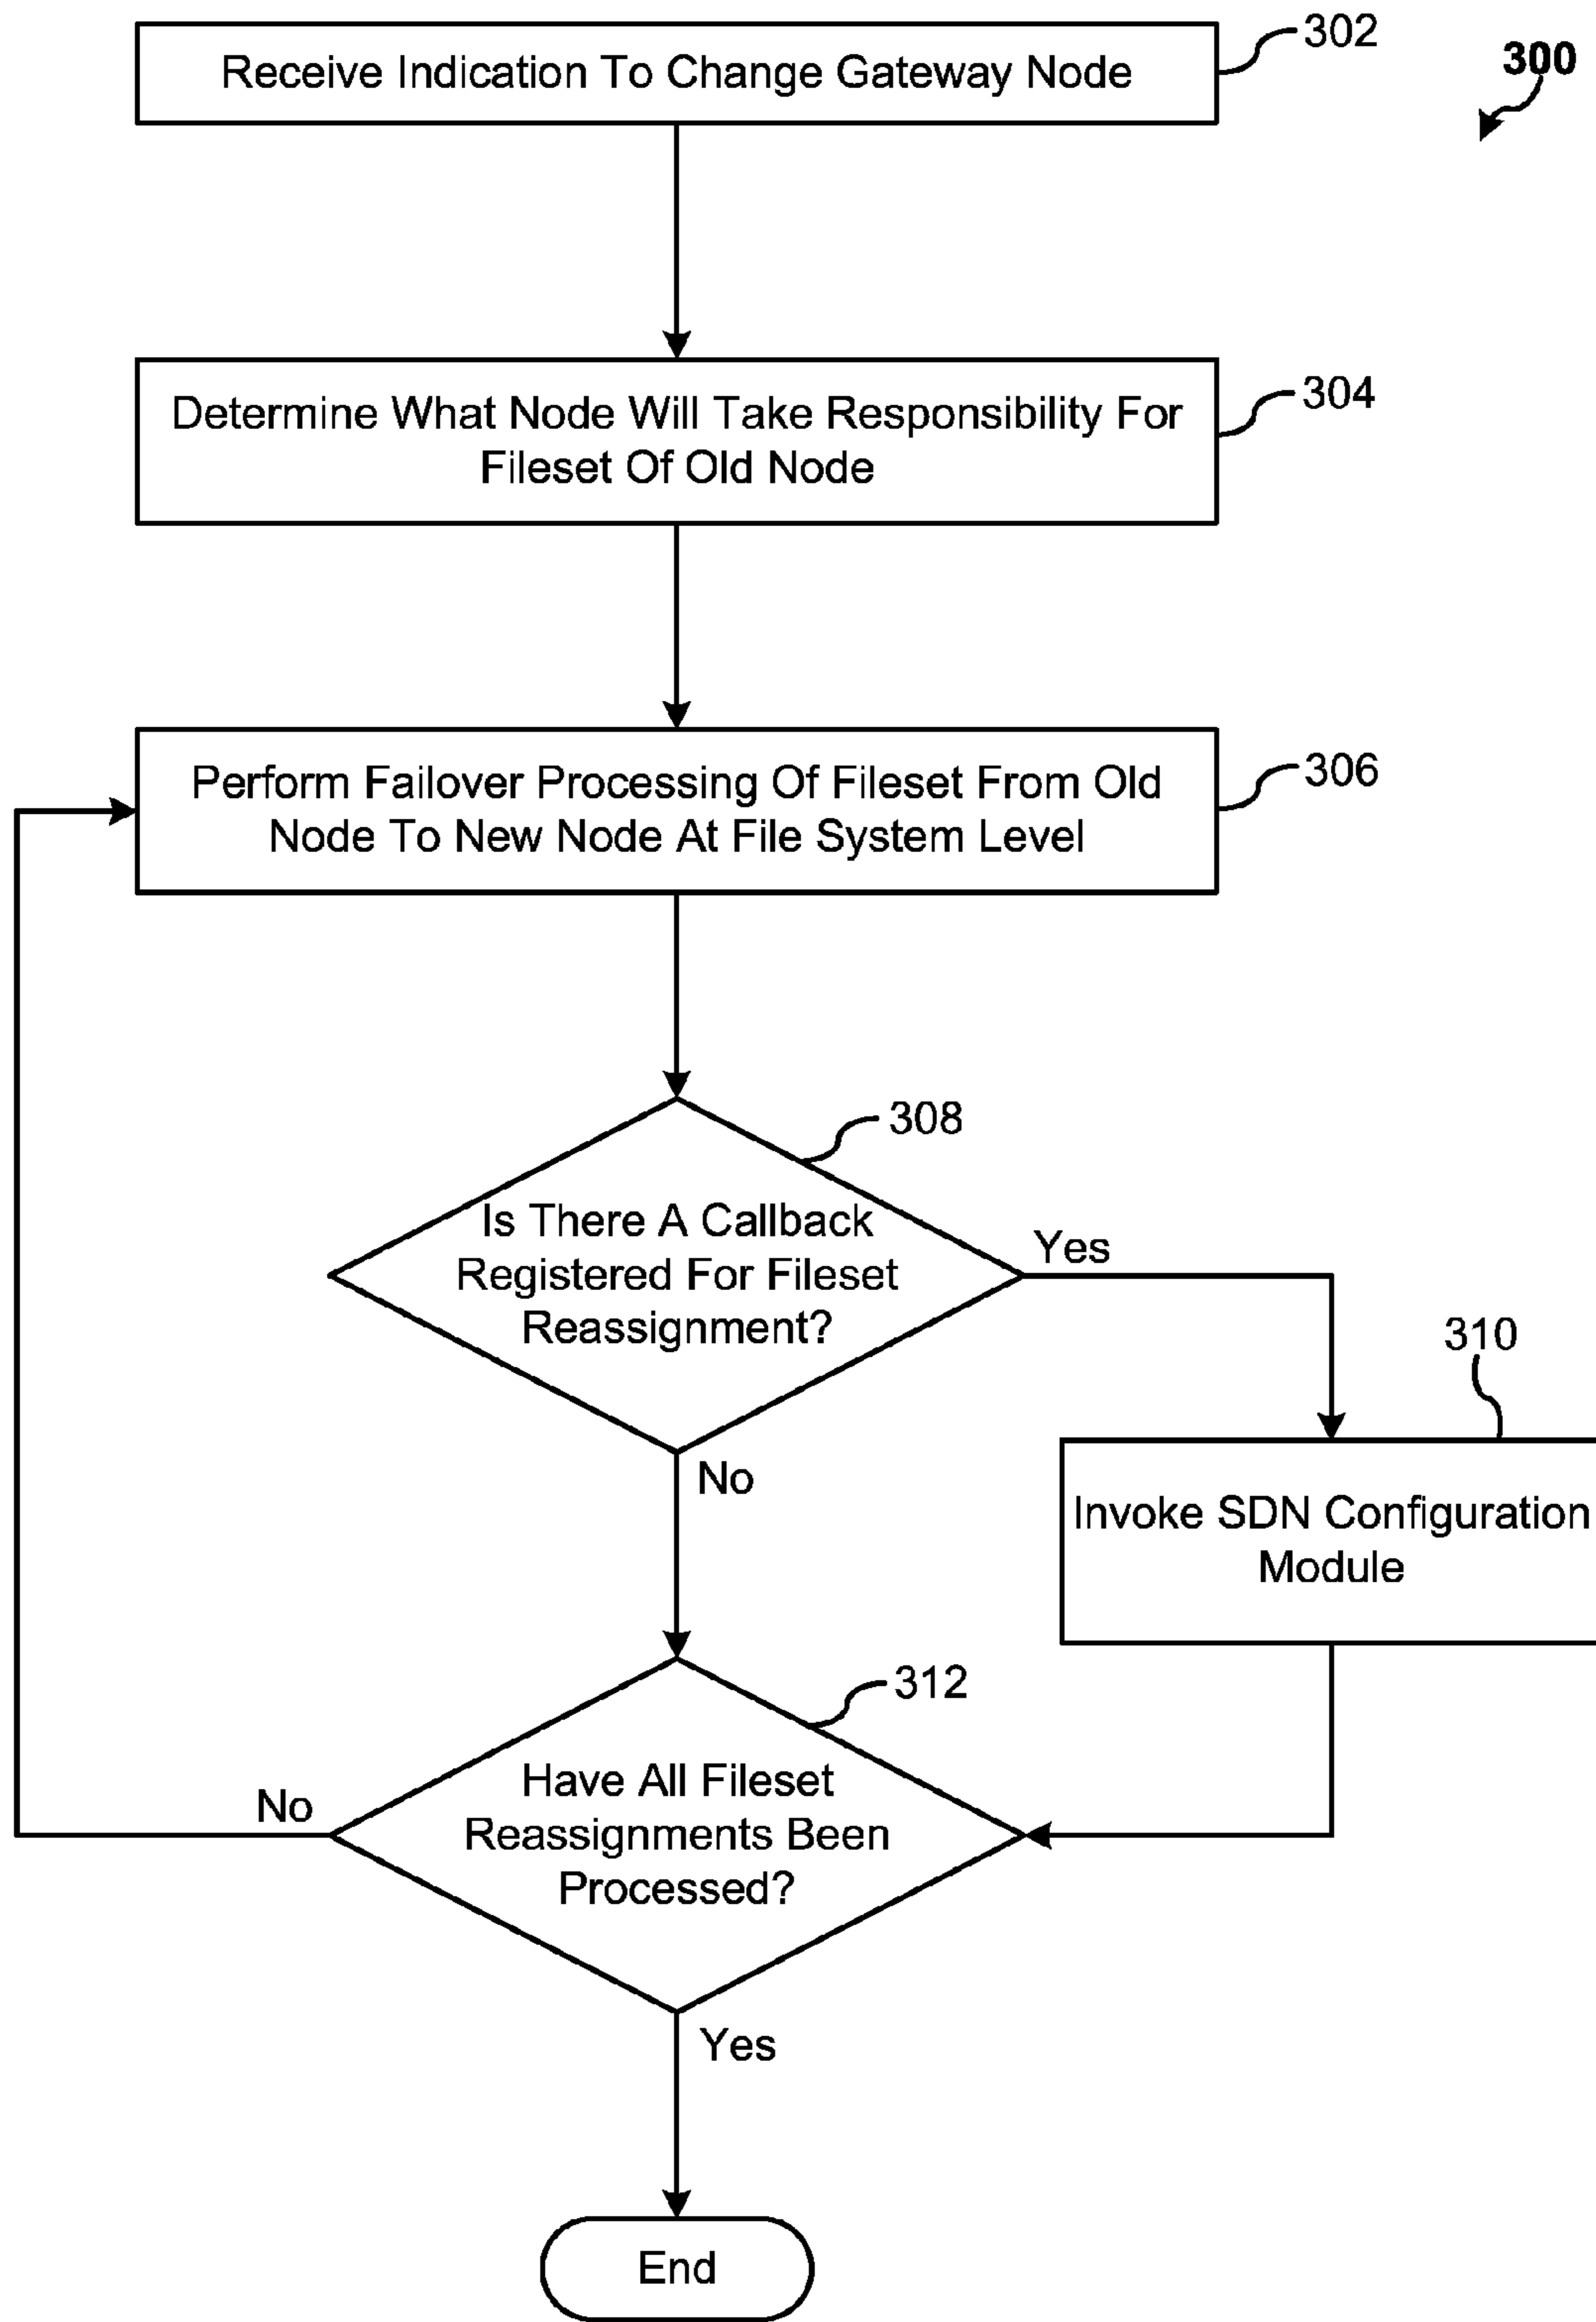 302
300
Receive Indication To Change Gateway Node
304
Determine What Node Will Take Responsibility For
Fileset Of Old Node
306
Perform Failover Processing Of Fileset From Old
Node To New Node At File System Level
308
Is There A Callback
Registered For Fileset
Reassignment?
Yes
310
No
Invoke SDN Configuration
Module
312
Have All Fileset
Reassignments Been
Processed?
No
Yes
End